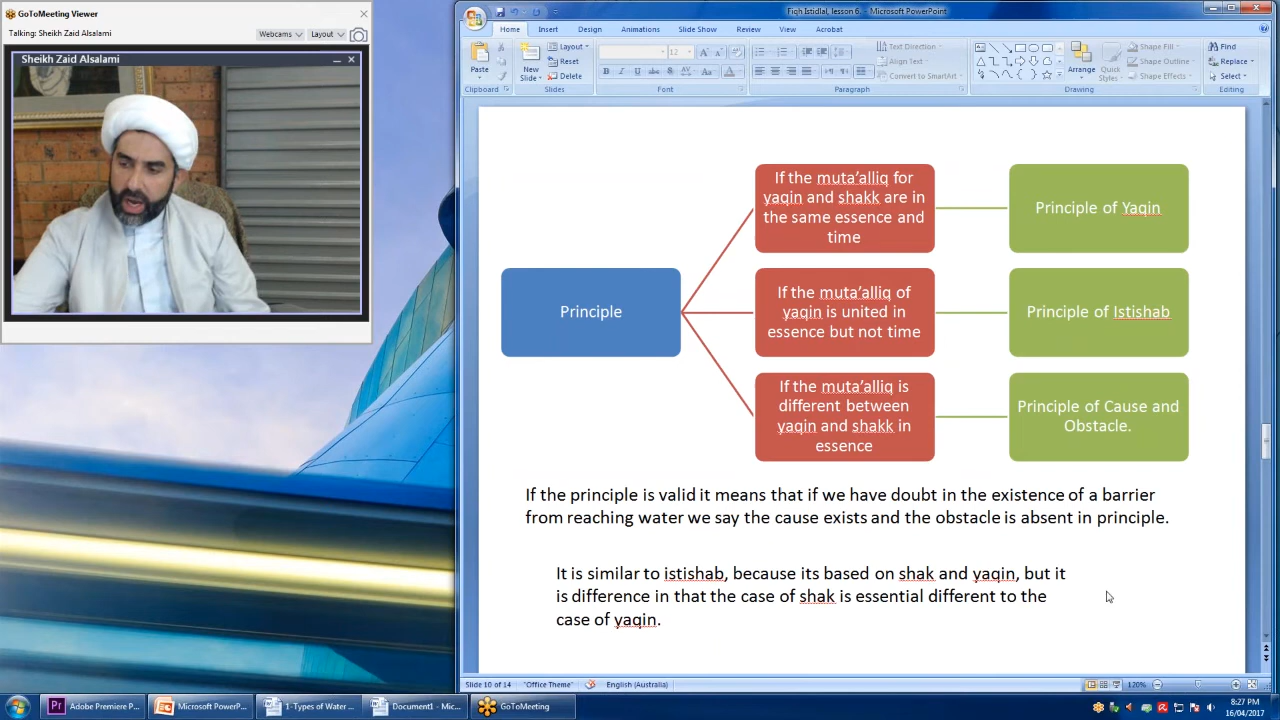 GoToMeeting Viewer
Talking: Sheikh Zaid Alsalami
Webcams
Layout
Sheikh Zaid Alsalami
Fiqh Istidlal, lesson 6. - Microsoft PowerPoint
Home Insert Design Animations Slide Show Review View Acrobat
Paste
Clipboard
New
Slide
Layout
Reset
Delete
Slides
12
Font
Text Direction
Align Text
Convert to SmartArt
Paragraph
Arrange
Quick
Styles
Shape Fill
Shape Outline
Shape Effects
Drawing
Find
Replace
Select
Editing
Principle
If the muta’alliq for
yaqin and shakk are in
the same essence and
time
Principle of Yaqin
If the muta’alliq of
yaqin is united in
essence but not time
Principle of Istishab
If the muta’alliq is
different between
yaqin and shakk in
essence
Principle of Cause and
Obstacle.
If the principle is valid it means that if we have doubt in the existence of a barrier
from reaching water we say the cause exists and the obstacle is absent in principle.
It is similar to istishab, because its based on shak and yaqin, but it
is difference in that the case of shak is essential different to the
case of yaqin.
Slide 10 of 14 "Office Theme" English (Australia) 120%
Adobe Premiere P... Microsoft PowerP... 1-Types of Water ... Document1 - Mic... GoToMeeting
8:27 PM
16/04/2017